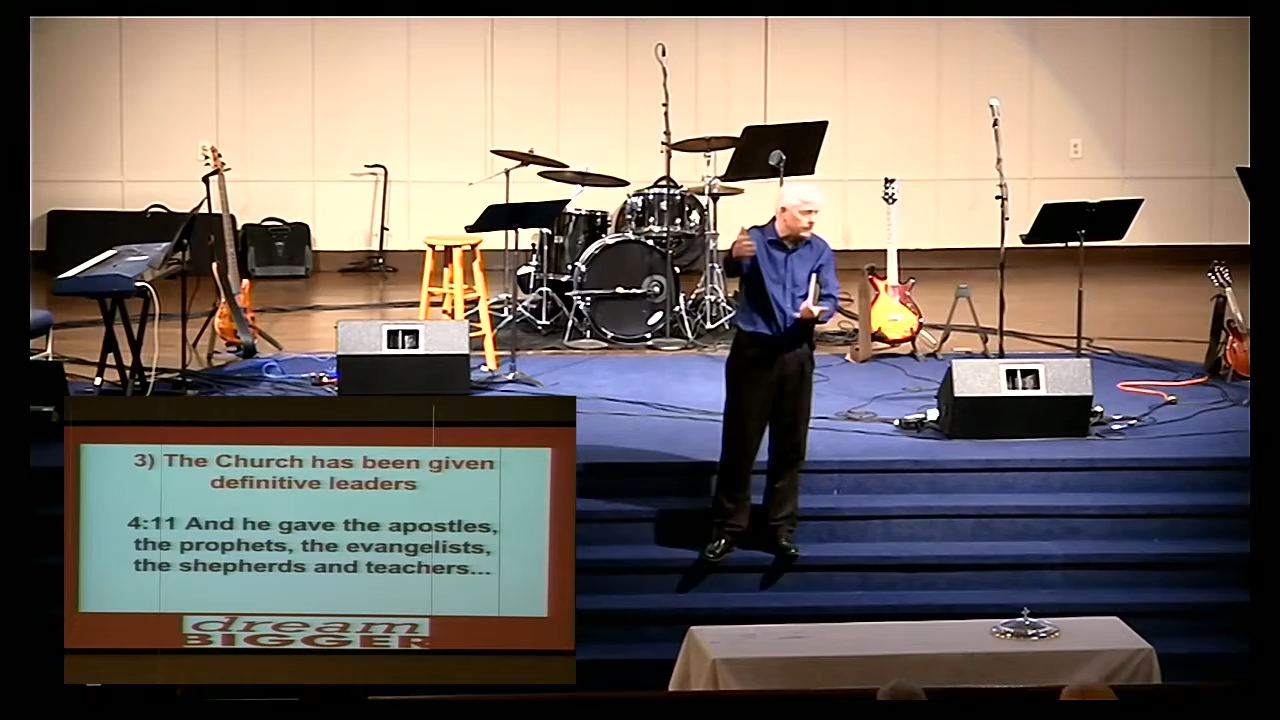 3) The Church has been given
definitive leaders
4:11 And he gave the apostles,
the prophets, the evangelists,
the shepherds and teachers...
dream
BIGGER